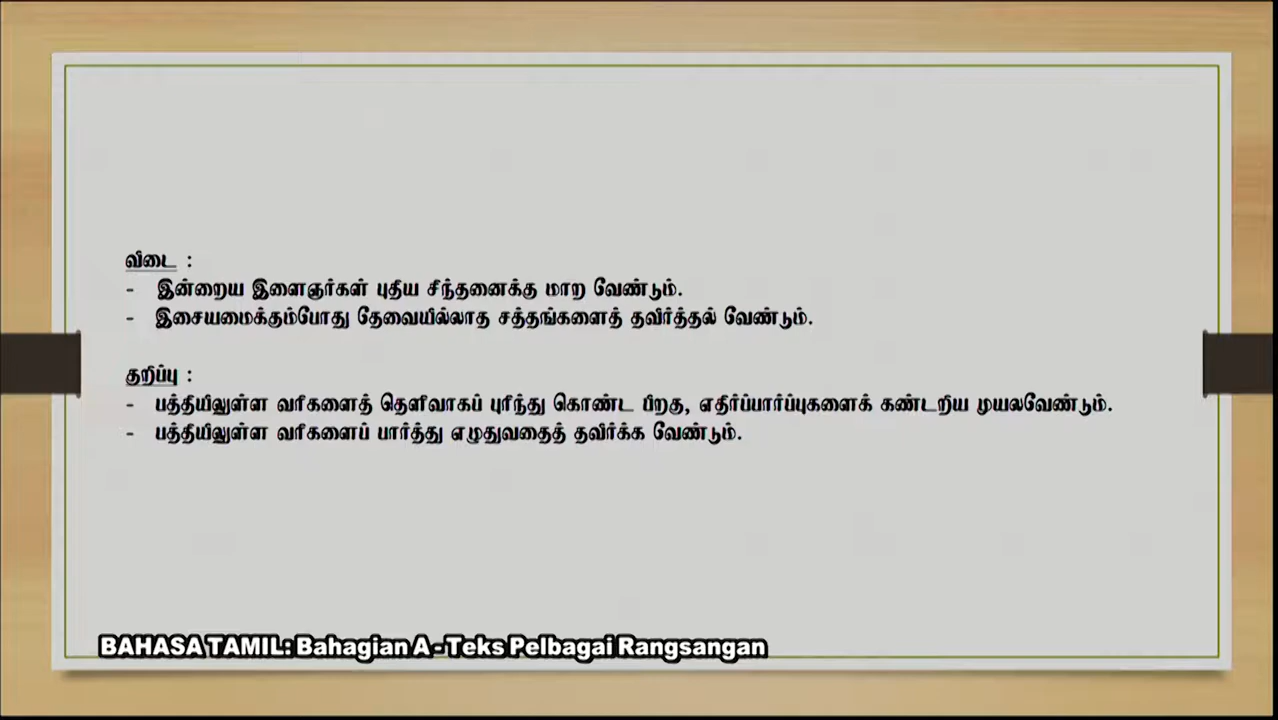 விடை :
- இன்றைய இளைஞர்கள் புதிய சிந்தனைக்கு மாற வேண்டும்.
- இசையமைக்கும்போது தேவையில்லாத சத்தங்களைத் தவிர்த்தல் வேண்டும்.
குறிப்பு :
- பத்தியிலுள்ள வரிகளைத் தெளிவாகப் புரிந்து கொண்ட பிறகு, எதிர்ப்பார்ப்புகளைக் கண்டறிய முயலவேண்டும்.
- பத்தியிலுள்ள வரிகளைப் பார்த்து எழுதுவதைத் தவிர்க்க வேண்டும்.
BAHASA TAMIL: Bahagian A - Teks Pelbagai Rangsangan